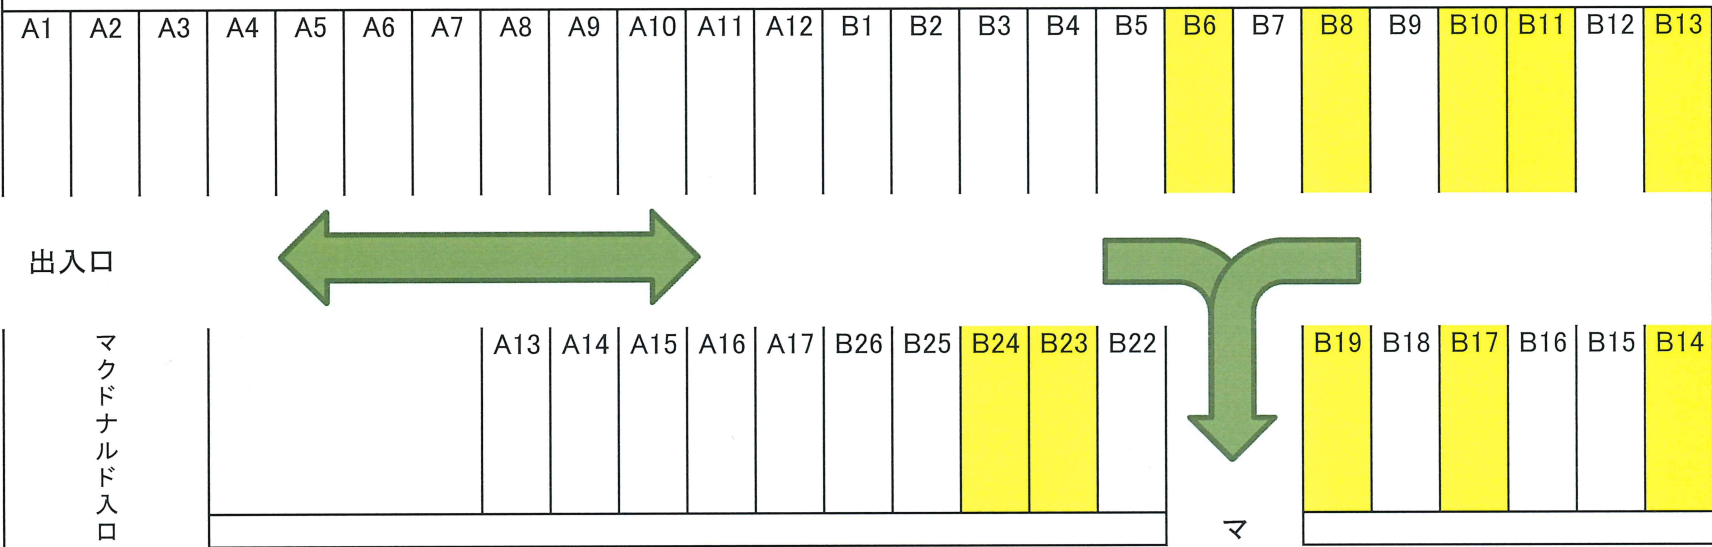 A1 A2 A3 A4 A5 A6 A7 A8 A9 A10 A11 A12 B1 B2 B3 B4 B5 B6 B7 B8 B9 B10 B11 B12 B13
出入口
A13 A14 A15 A16 A17 B26 B25 B24 B23 B22 B19 B18 B17 B16 B15 B14
マクドナルド入口
マ